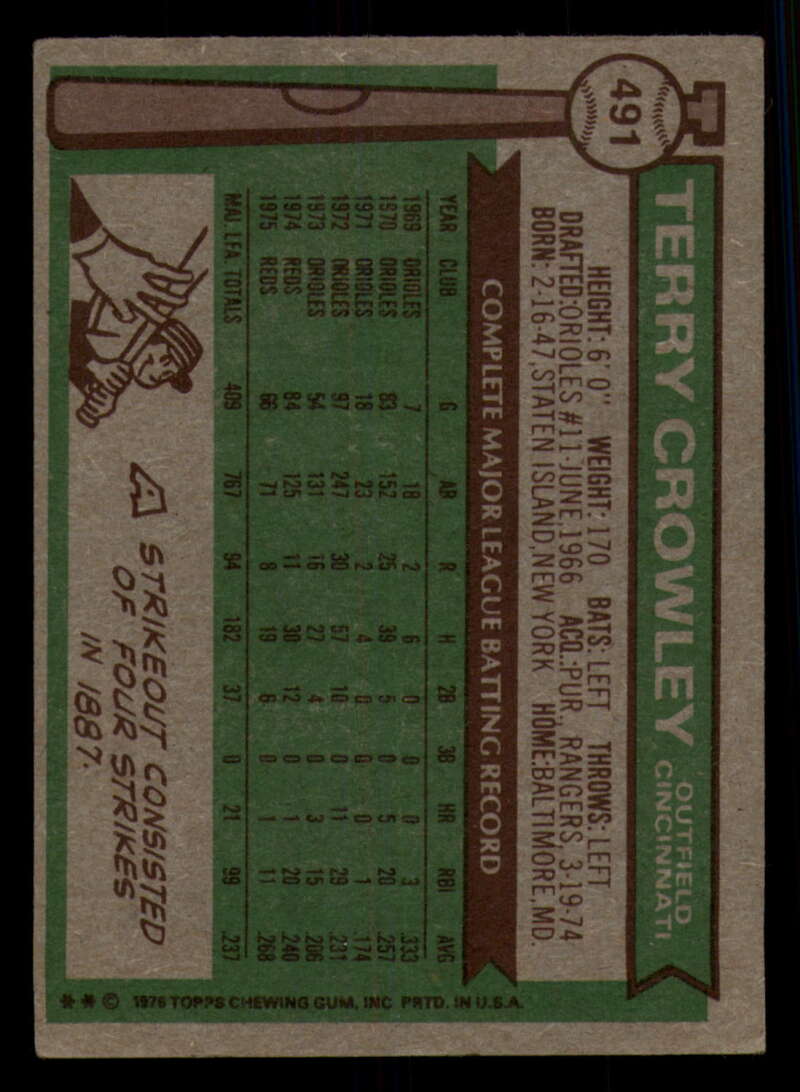 491
TERRY CROWLEY
OUTFIELD
CINCINNATI
HEIGHT: 6' 0" WEIGHT: 170 BATS: LEFT THROWS: LEFT
DRAFTED: ORIOLES #11-JUNE, 1966 ACQ.: PUR., RANGERS, 3-19-74
BORN: 2-16-47, STATEN ISLAND, NEW YORK HOME: BALTIMORE, MD.
COMPLETE MAJOR LEAGUE BATTING RECORD
YEAR CLUB G AB R H 2B 3B HR RBI AVG
1969 ORIOLES 7 18 2 6 0 0 0 3 .333
1970 ORIOLES 83 152 25 39 5 0 5 20 .257
1971 ORIOLES 18 23 2 4 0 0 0 1 .174
1972 ORIOLES 97 247 30 57 10 0 11 29 .231
1973 ORIOLES 54 131 16 27 4 0 3 15 .206
1974 REDS 84 125 11 30 12 0 1 20 .240
1975 REDS 66 71 8 19 6 0 1 11 .268
MAJ. LEA. TOTALS 409 767 94 182 37 0 21 99 .237
A STRIKEOUT CONSISTED
OF FOUR STRIKES
IN 1887.
** © 1976 TOPPS CHEWING GUM, INC PRTD. IN U.S.A.